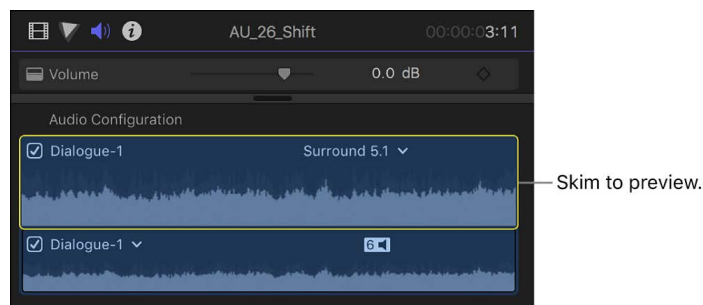 AU_26_Shift 00:00:03:11
Volume 0.0 dB
Audio Configuration
Dialogue-1 Surround 5.1
Skim to preview.
Dialogue-1 6